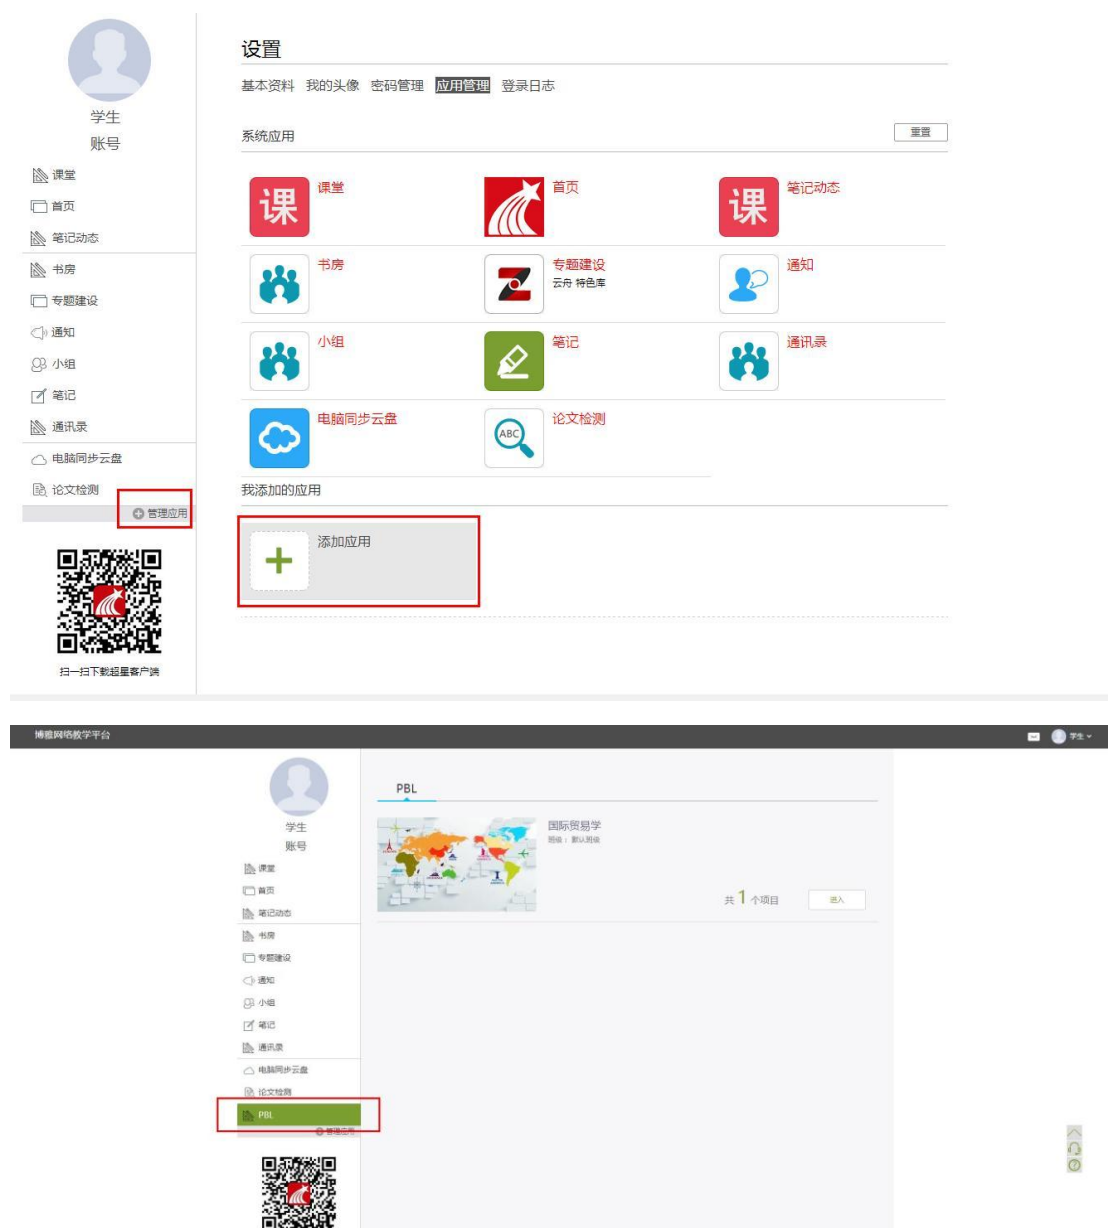 学生
账号
课堂
首页
笔记动态
书房
专题建设
通知
小组
笔记
通讯录
电脑同步云盘
论文检测
管理应用
扫一扫下载超星客户端
设置
基本资料 我的头像 密码管理 应用管理 登录日志
系统应用 重置
课 课堂 首页 课 笔记动态
书房 专题建设 通知
云舟 特色库
小组 笔记 通讯录
电脑同步云盘 ABC 论文检测
我添加的应用
添加应用
博雅网络教学平台 学生
学生
账号
课堂
首页
笔记动态
书房
专题建设
通知
小组
笔记
通讯录
电脑同步云盘
论文检测
PBL
管理应用
PBL
国际贸易学
班级：默认班级
共 1 个项目 进入